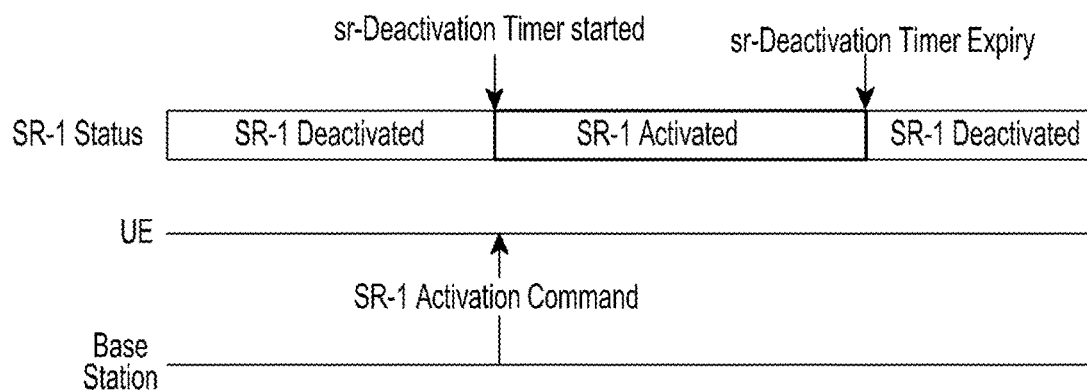 sr-Deactivation Timer started
sr-Deactivation Timer Expiry
SR-1 Status
SR-1 Deactivated
SR-1 Activated
SR-1 Deactivated
UE
SR-1 Activation Command
Base
Station